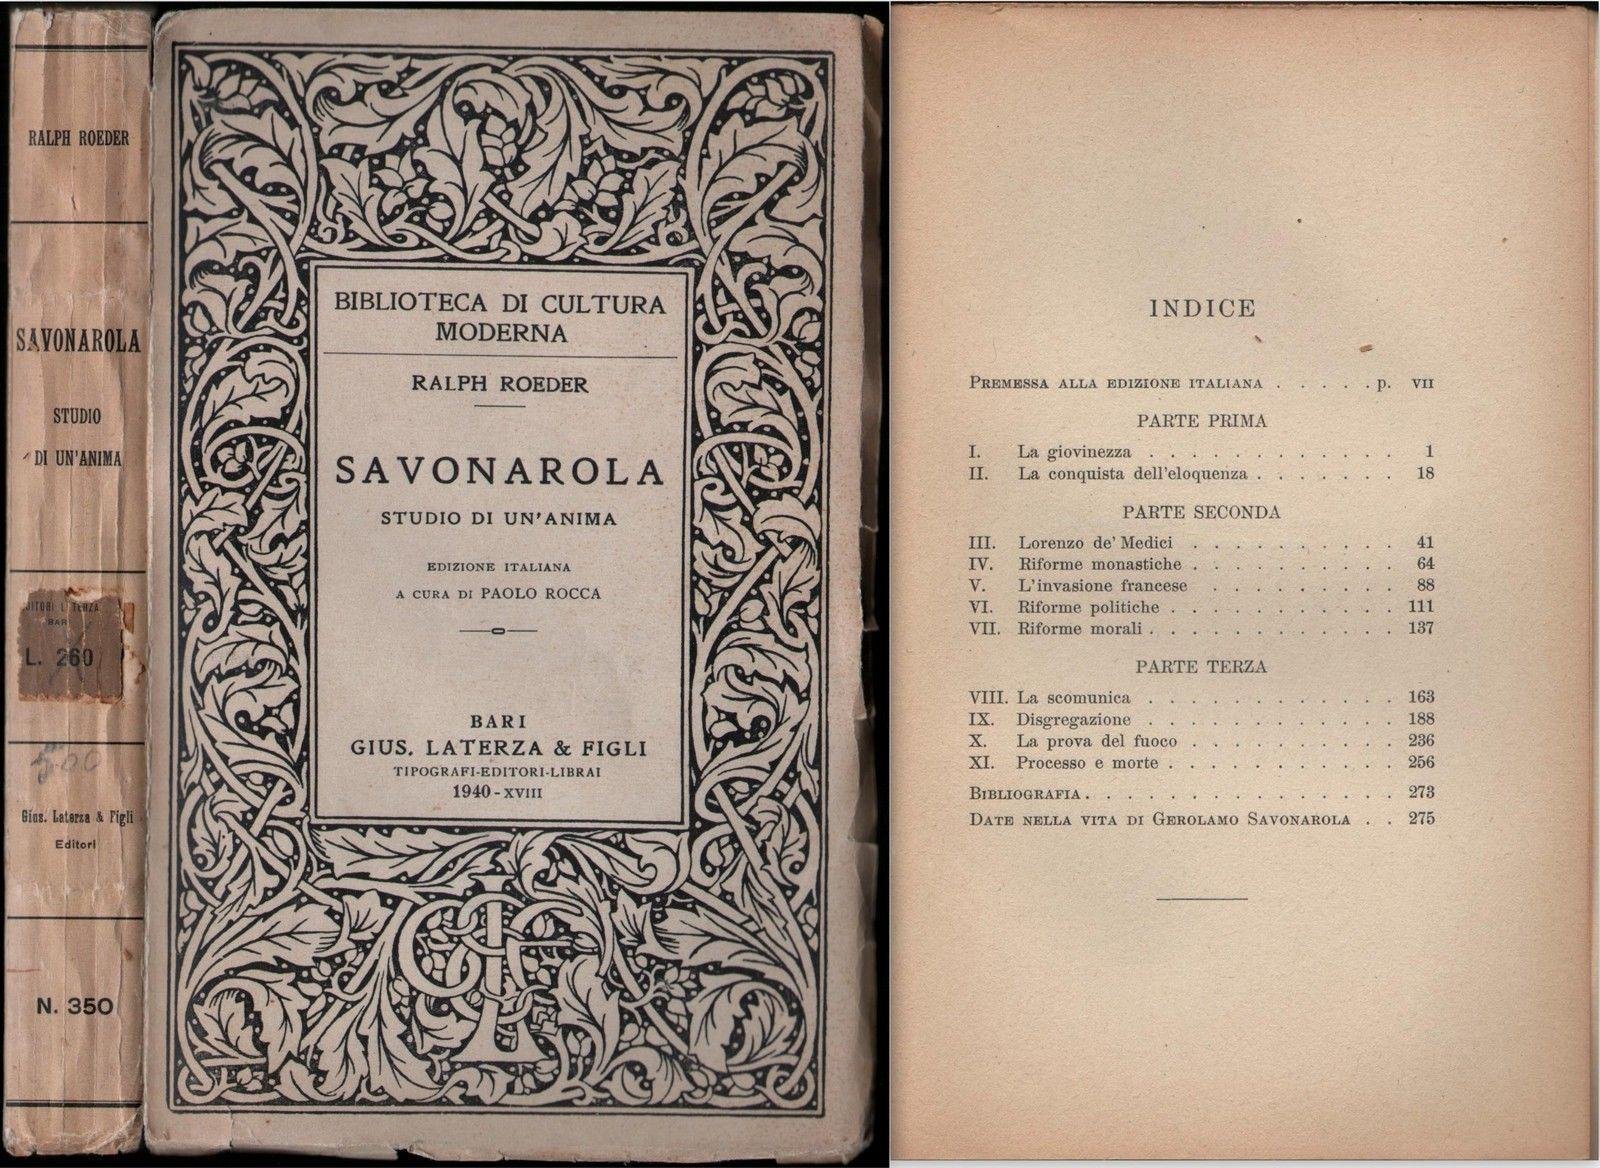 RALPH ROEDER
SAVONAROLA
STUDIO
DI UN'ANIMA
BAR
L. 260
500
Gius. Laterza & Figli
Editori
N. 350
BIBLIOTECA DI CULTURA
MODERNA
RALPH ROEDER
SAVONAROLA
STUDIO DI UN'ANIMA
EDIZIONE ITALIANA
A CURA DI PAOLO ROCCA
BARI
GIUS. LATERZA & FIGLI
TIPOGRAFI-EDITORI-LIBRAI
1940-XVIII
INDICE
PREMESSA ALLA EDIZIONE ITALIANA . . . . . p. VII
PARTE PRIMA
I. La giovinezza . . . . . . . . . . . . 1
II. La conquista dell'eloquenza . . . . . . . 18
PARTE SECONDA
III. Lorenzo de' Medici . . . . . . . . . . 41
IV. Riforme monastiche . . . . . . . . . . 64
V. L'invasione francese . . . . . . . . . 88
VI. Riforme politiche . . . . . . . . . . . 111
VII. Riforme morali . . . . . . . . . . . . 137
PARTE TERZA
VIII. La scomunica . . . . . . . . . . . . 163
IX. Disgregazione . . . . . . . . . . . . 188
X. La prova del fuoco . . . . . . . . . . 236
XI. Processo e morte . . . . . . . . . . . 256
BIBLIOGRAFIA . . . . . . . . . . . . . . . 273
DATE NELLA VITA DI GEROLAMO SAVONAROLA . . 275